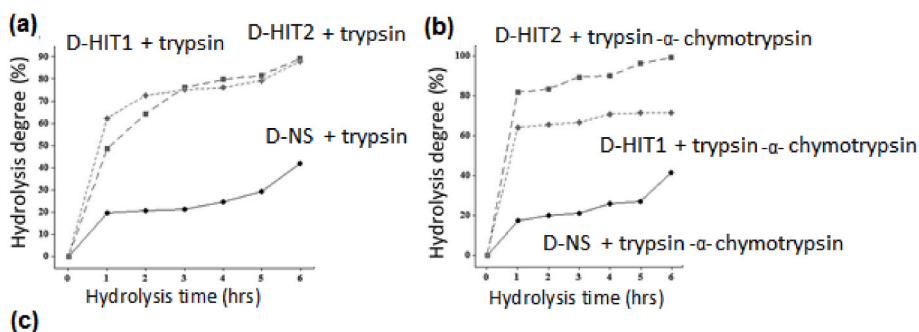 (a)
D-HIT1 + trypsin
D-HIT2 + trypsin
D-NS + trypsin
Hydrolysis degree (%)
90
80
70
60
50
40
30
20
10
0
0 1 2 3 4 5 6
Hydrolysis time (hrs)
(b)
D-HIT2 + trypsin -α- chymotrypsin
D-HIT1 + trypsin -α- chymotrypsin
D-NS + trypsin -α- chymotrypsin
Hydrolysis degree (%)
100
80
60
40
20
0
0 1 2 3 4 5 6
Hydrolysis time (hrs)
(c)